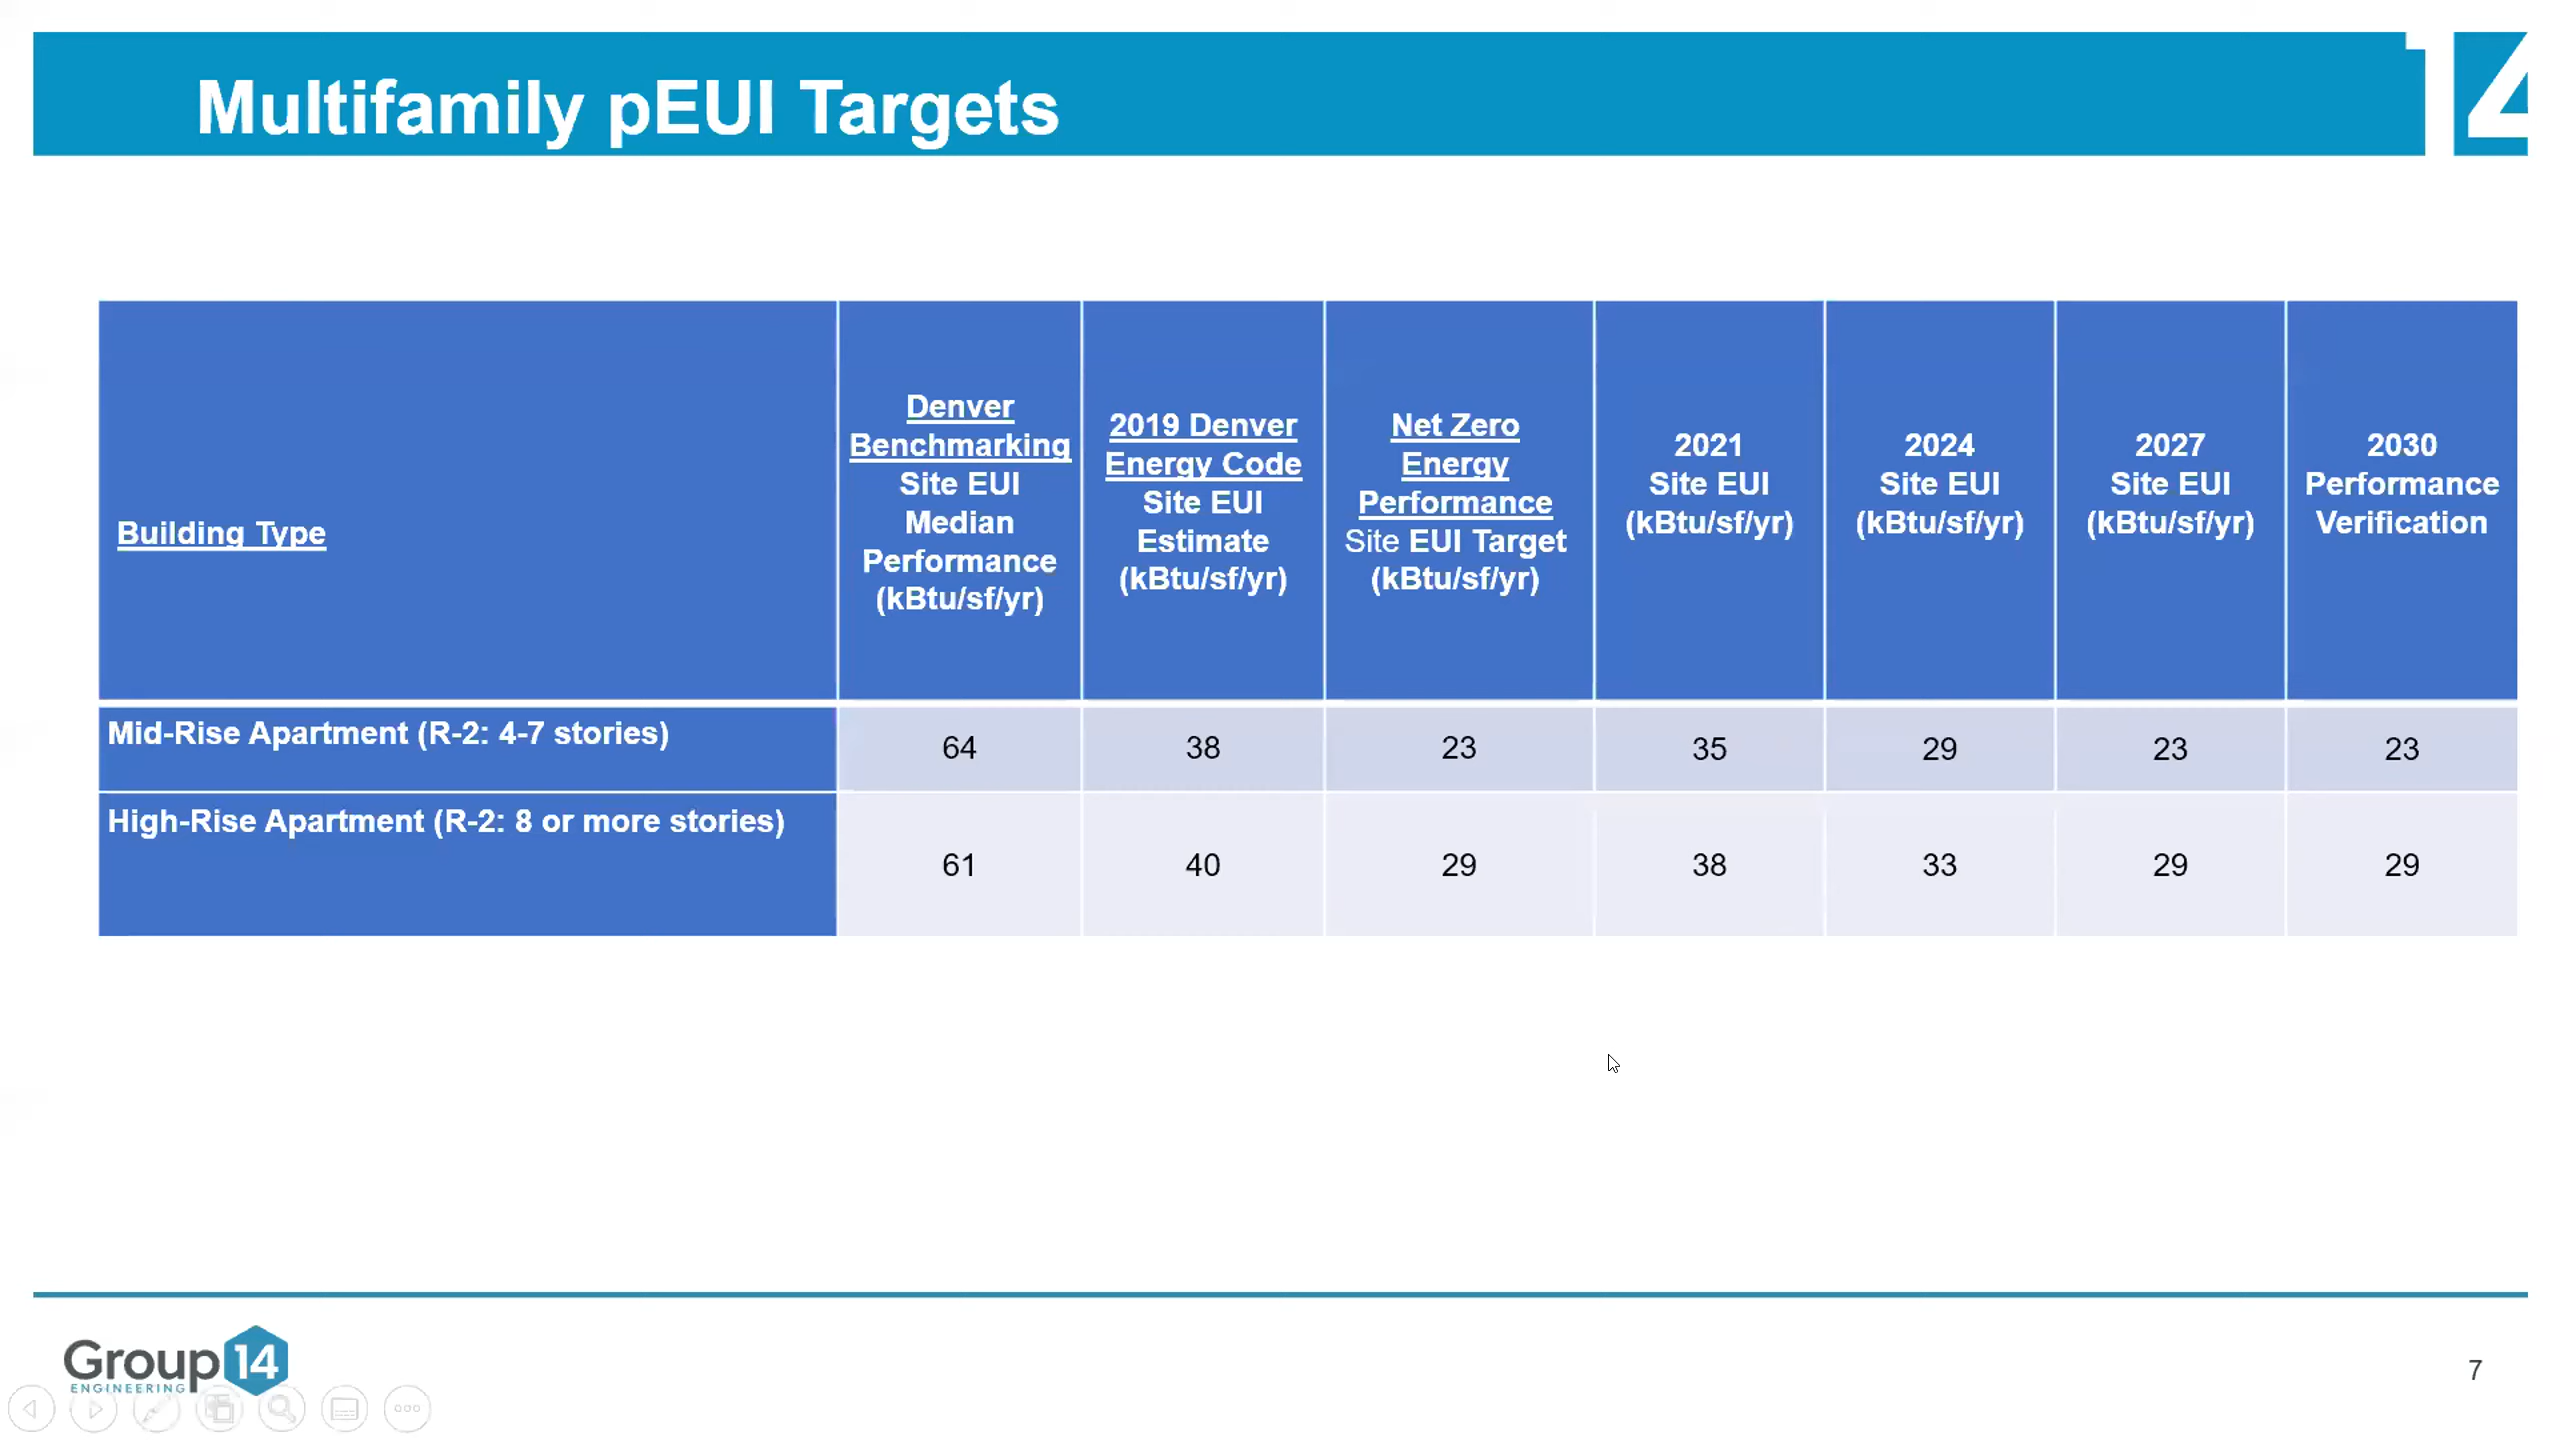 Multifamily pEUI Targets
14
Building Type
Denver
Benchmarking
Site EUI
Median
Performance
(kBtu/sf/yr)
2019 Denver
Energy Code
Site EUI
Estimate
(kBtu/sf/yr)
Net Zero
Energy
Performance
Site EUI Target
(kBtu/sf/yr)
2021
Site EUI
(kBtu/sf/yr)
2024
Site EUI
(kBtu/sf/yr)
2027
Site EUI
(kBtu/sf/yr)
2030
Performance
Verification
Mid-Rise Apartment (R-2: 4-7 stories) 64 38 23 35 29 23 23
High-Rise Apartment (R-2: 8 or more stories) 61 40 29 38 33 29 29
Group14
ENGINEERING
7